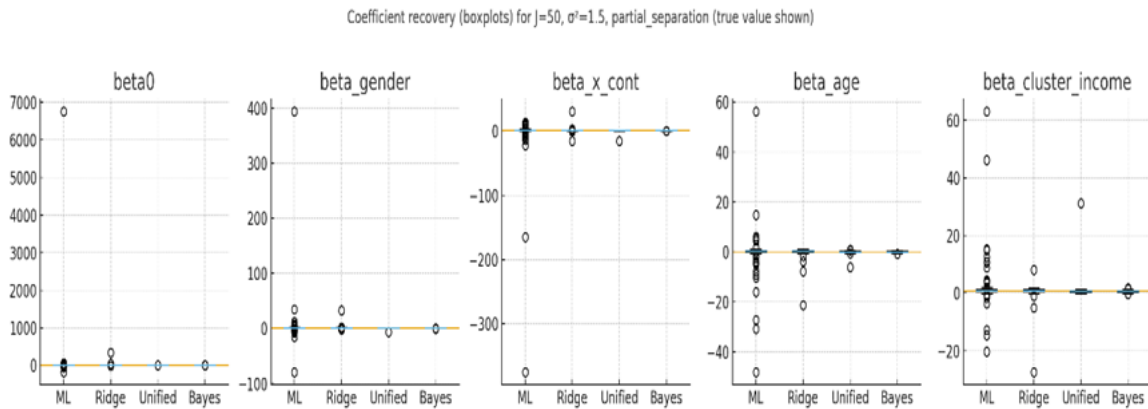 Coefficient recovery (boxplots) for J=50, σ²=1.5, partial_separation (true value shown)
beta0
beta_gender
beta_x_cont
beta_age
beta_cluster_income
7000
6000
5000
4000
3000
2000
1000
0
ML Ridge Unified Bayes
400
300
200
100
0
−100
ML Ridge Unified Bayes
0
−100
−200
−300
ML Ridge Unified Bayes
60
40
20
0
−20
−40
ML Ridge Unified Bayes
60
40
20
0
−20
ML Ridge Unified Bayes